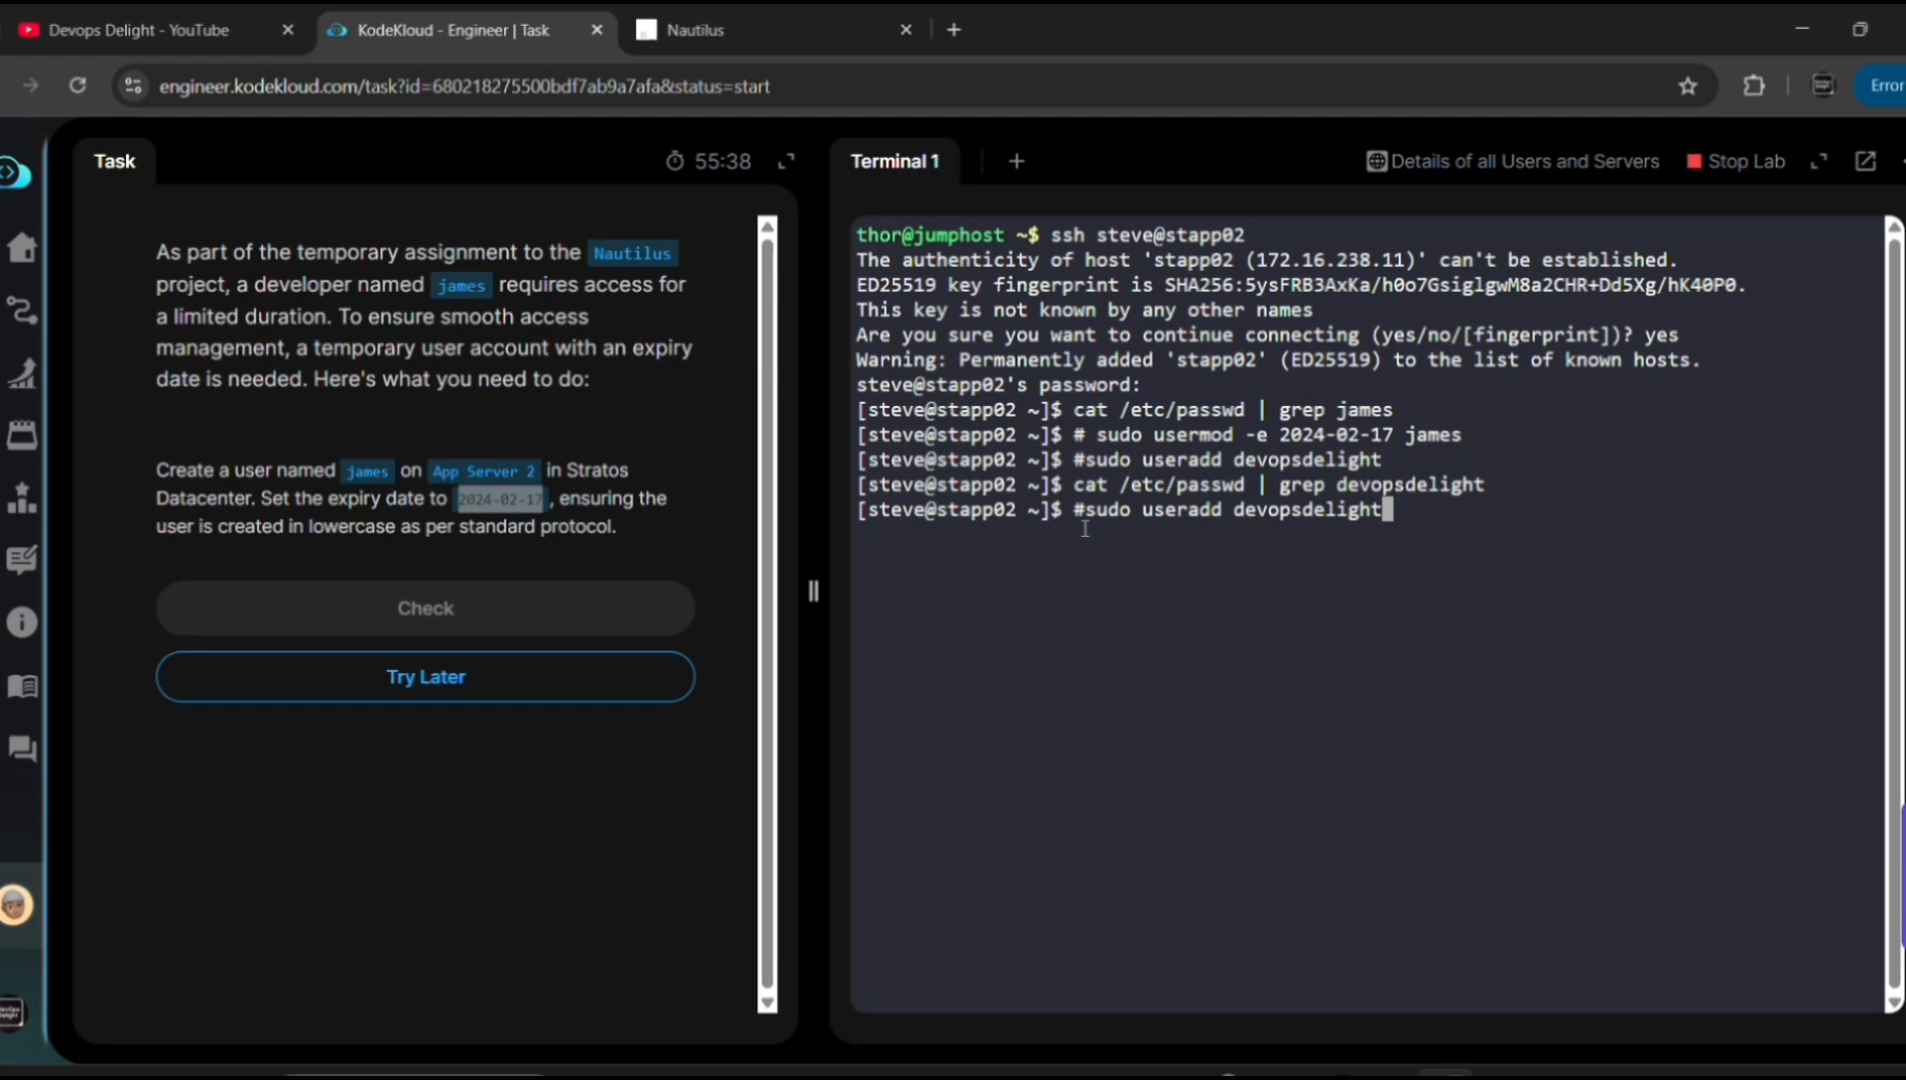 Devops Delight - YouTube
KodeKloud - Engineer | Task
Nautilus
engineer.kodekloud.com/task?id=680218275500bdf7ab9a7afa&status=start
Error
Task
55:38
As part of the temporary assignment to the Nautilus
project, a developer named james requires access for
a limited duration. To ensure smooth access
management, a temporary user account with an expiry
date is needed. Here's what you need to do:
Create a user named james on App Server 2 in Stratos
Datacenter. Set the expiry date to 2024-02-17, ensuring the
user is created in lowercase as per standard protocol.
Check
Try Later
Terminal 1
Details of all Users and Servers
Stop Lab
thor@jumphost ~$ ssh steve@stapp02
The authenticity of host 'stapp02 (172.16.238.11)' can't be established.
ED25519 key fingerprint is SHA256:5ysFRB3AxKa/h0o7GsiglgwM8a2CHR+Dd5Xg/hK40P0.
This key is not known by any other names
Are you sure you want to continue connecting (yes/no/[fingerprint])? yes
Warning: Permanently added 'stapp02' (ED25519) to the list of known hosts.
steve@stapp02's password:
[steve@stapp02 ~]$ cat /etc/passwd | grep james
[steve@stapp02 ~]$ # sudo usermod -e 2024-02-17 james
[steve@stapp02 ~]$ #sudo useradd devopsdelight
[steve@stapp02 ~]$ cat /etc/passwd | grep devopsdelight
[steve@stapp02 ~]$ #sudo useradd devopsdelight